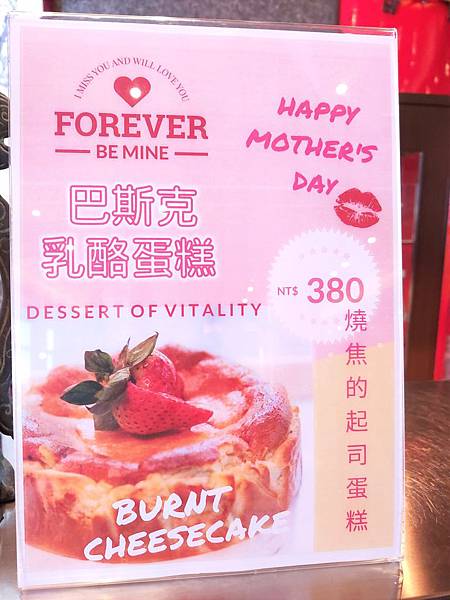 I MISS YOU AND WILL LOVE YOU
FOREVER
BE MINE
HAPPY
MOTHER'S
DAY
巴斯克
乳酪蛋糕
DESSERT OF VITALITY
NT$ 380
燒焦的起司蛋糕
BURNT
CHEESECAKE